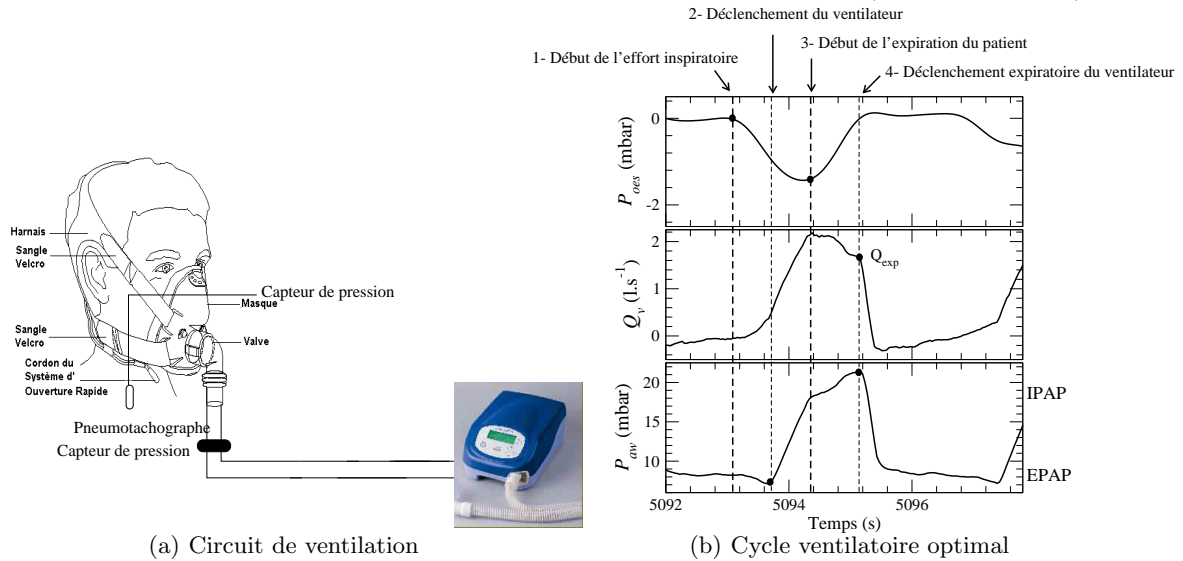 Harnais
Sangle
Velcro
Capteur de pression
Masque
Sangle
Velcro
Valve
Cordon du
Système d'
Ouverture Rapide
Pneumotachographe
Capteur de pression
(a) Circuit de ventilation
2- Déclenchement du ventilateur
3- Début de l'expiration du patient
1- Début de l'effort inspiratoire
4- Déclenchement expiratoire du ventilateur
0
-2
P_oes (mbar)
2
1
0
Q_v (l.s⁻¹)
Q_exp
20
15
10
P_aw (mbar)
IPAP
EPAP
5092
5094
5096
Temps (s)
(b) Cycle ventilatoire optimal